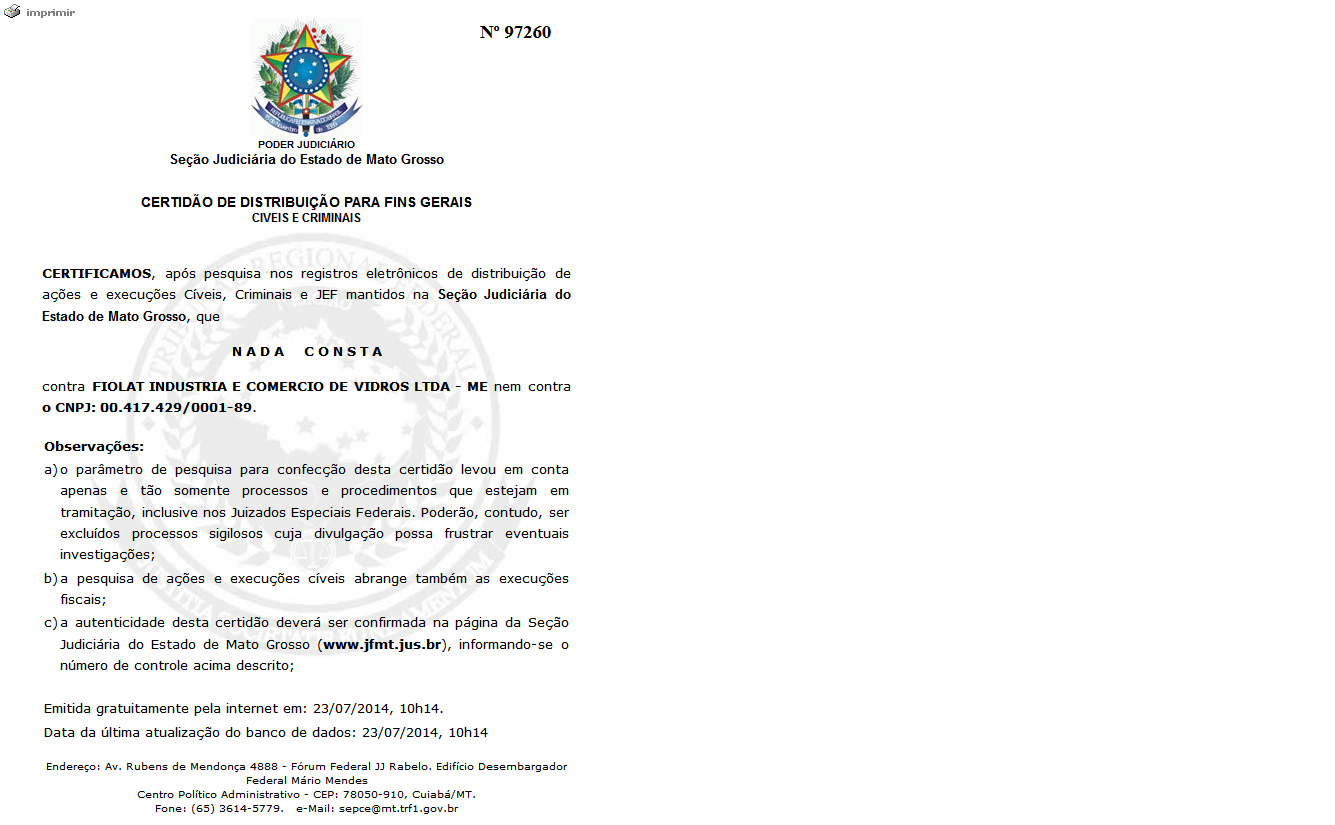 imprimir
Nº 97260
PODER JUDICIÁRIO
Seção Judiciária do Estado de Mato Grosso
CERTIDÃO DE DISTRIBUIÇÃO PARA FINS GERAIS
CIVEIS E CRIMINAIS
CERTIFICAMOS, após pesquisa nos registros eletrônicos de distribuição de
ações e execuções Cíveis, Criminais e JEF mantidos na Seção Judiciária do
Estado de Mato Grosso, que
NADA CONSTA
contra FIOLAT INDUSTRIA E COMERCIO DE VIDROS LTDA - ME nem contra
o CNPJ: 00.417.429/0001-89.
Observações:
a) o parâmetro de pesquisa para confecção desta certidão levou em conta
apenas e tão somente processos e procedimentos que estejam em
tramitação, inclusive nos Juizados Especiais Federais. Poderão, contudo, ser
excluídos processos sigilosos cuja divulgação possa frustrar eventuais
investigações;
b) a pesquisa de ações e execuções cíveis abrange também as execuções
fiscais;
c) a autenticidade desta certidão deverá ser confirmada na página da Seção
Judiciária do Estado de Mato Grosso (www.jfmt.jus.br), informando-se o
número de controle acima descrito;
Emitida gratuitamente pela internet em: 23/07/2014, 10h14.
Data da última atualização do banco de dados: 23/07/2014, 10h14
Endereço: Av. Rubens de Mendonça 4888 - Fórum Federal JJ Rabelo. Edifício Desembargador
Federal Mário Mendes
Centro Político Administrativo - CEP: 78050-910, Cuiabá/MT.
Fone: (65) 3614-5779. e-Mail: sepce@mt.trf1.gov.br
TRIBUNAL REGIONAL FEDERAL